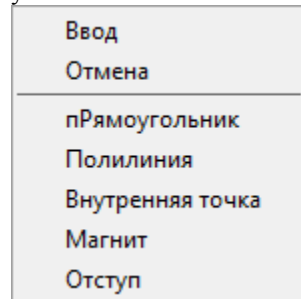 Ввод
Отмена
пРямоугольник
Полилиния
Внутренняя точка
Магнит
Отступ